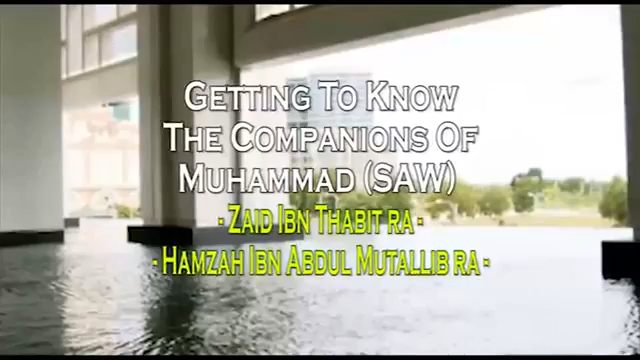 Getting To Know
The Companions Of
Muhammad (SAW)
- Zaid Ibn Thabit ra -
- Hamzah Ibn Abdul Mutallib ra -